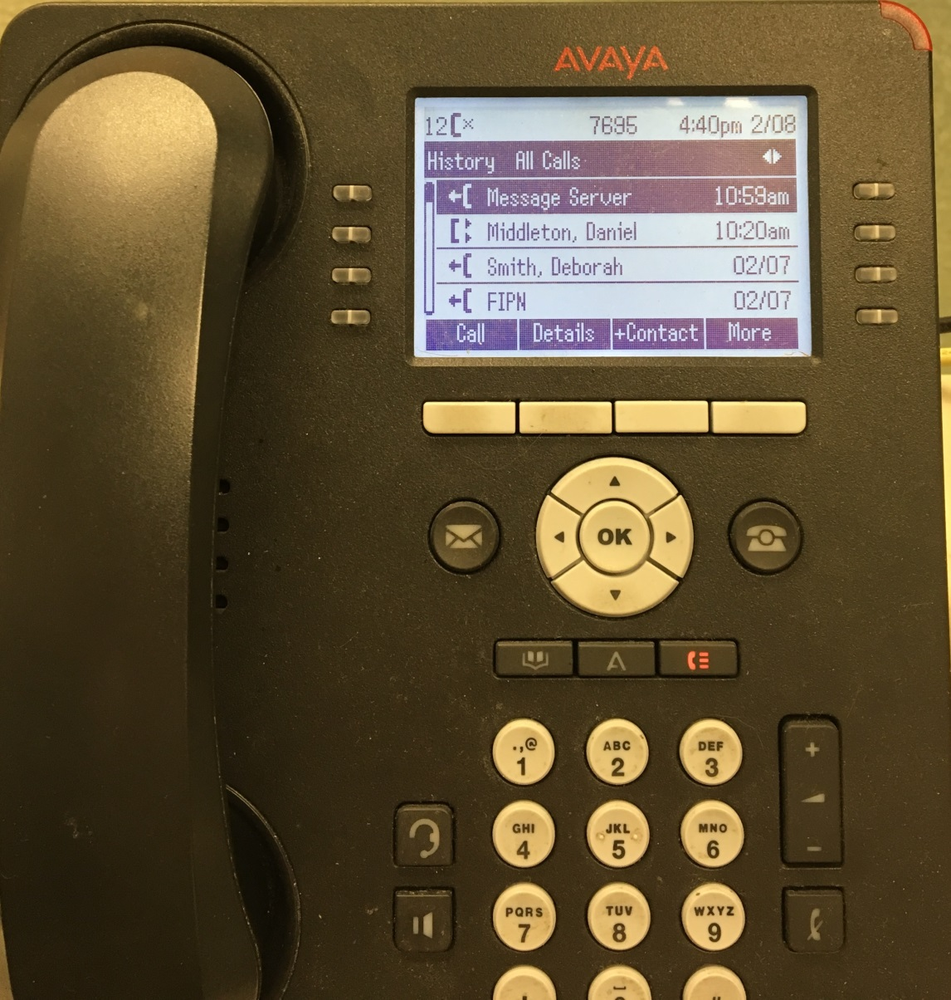 AVAYA
12 7695 4:40pm 2/08
History All Calls
Message Server 10:59am
Middleton, Daniel 10:20am
Smith, Deborah 02/07
FIPN 02/07
Call Details +Contact More
OK
.,@ ABC DEF
1 2 3
GHI JKL MNO
4 5 6
PQRS TUV WXYZ
7 8 9